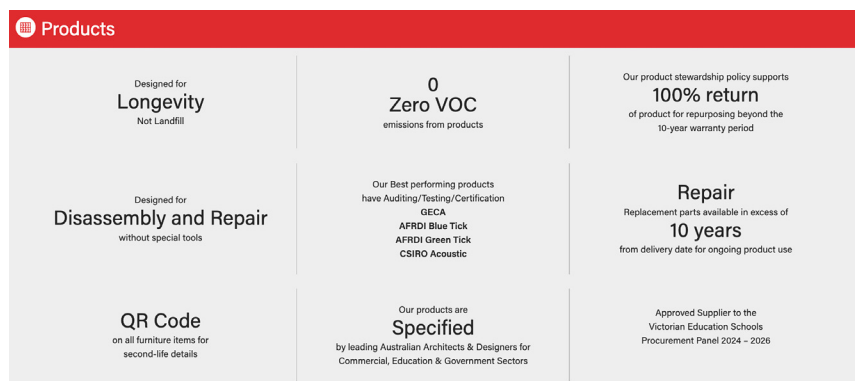 Products
Designed for
Longevity
Not Landfill
0
Zero VOC
emissions from products
Our product stewardship policy supports
100% return
of product for repurposing beyond the
10-year warranty period
Designed for
Disassembly and Repair
without special tools
Our Best performing products
have Auditing/Testing/Certification
GECA
AFRDI Blue Tick
AFRDI Green Tick
CSIRO Acoustic
Repair
Replacement parts available in excess of
10 years
from delivery date for ongoing product use
QR Code
on all furniture items for
second-life details
Our products are
Specified
by leading Australian Architects & Designers for
Commercial, Education & Government Sectors
Approved Supplier to the
Victorian Education Schools
Procurement Panel 2024 – 2026